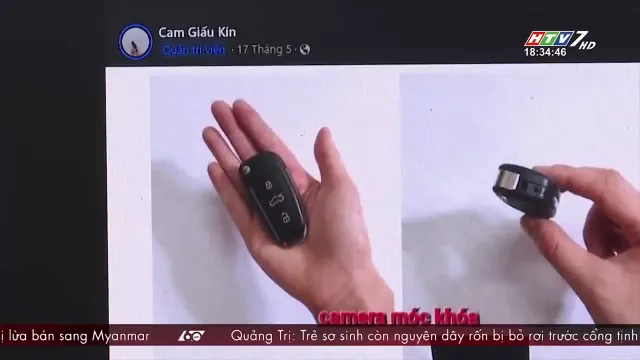 Cam Giấu Kín
Quản trị viên · 17 Tháng 5 ·
HTV7 HD
18:34:46
camera móc khóa
ị lừa bán sang Myanmar
60
Quảng Trị: Trẻ sơ sinh còn nguyên dây rốn bị bỏ rơi trước cổng tinh